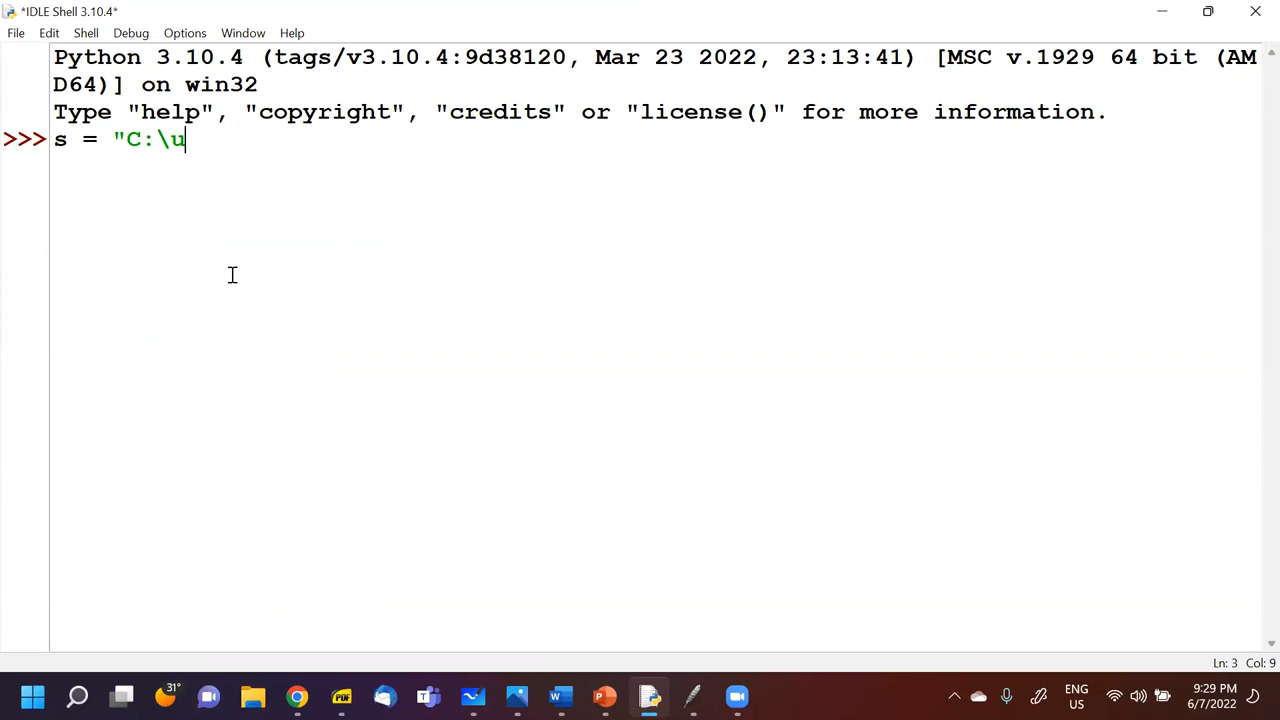 *IDLE Shell 3.10.4*
File Edit Shell Debug Options Window Help
Python 3.10.4 (tags/v3.10.4:9d38120, Mar 23 2022, 23:13:41) [MSC v.1929 64 bit (AM
D64)] on win32
Type "help", "copyright", "credits" or "license()" for more information.
>>> s = "C:\u
Ln: 3 Col: 9
31°
PDF
ENG
US
9:29 PM
6/7/2022